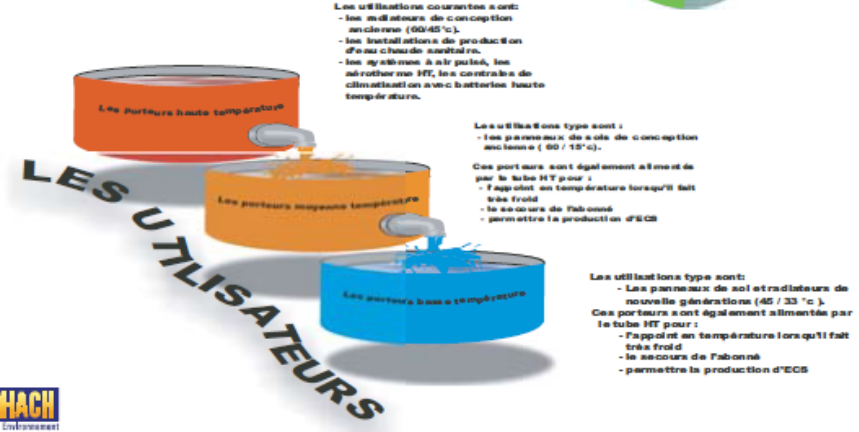 Les utilisations courantes sont:
- les radiateurs de conception
ancienne (60/45°c).
- les installations de production
d'eau chaude sanitaire.
- les systèmes à air pulsé, les
aérotherme HT, les centrales de
climatisation avec batteries haute
température.
Les porteurs haute température
Les utilisations type sont :
- les panneaux de sols de conception
ancienne ( 60 / 15°c).
Ces porteurs sont également alimentés
par le tube HT pour :
- l'appoint en température lorsqu'il fait
très froid
- le secours de l'abonné
- permettre la production d'ECS
Les porteurs moyenne température
LES UTILISATEURS
Les porteurs basse température
Les utilisations type sont:
- Les panneaux de sol et radiateurs de
nouvelle générations (45 / 33 °c ).
Ces porteurs sont également alimentés par
le tube HT pour :
- l'appoint en température lorsqu'il fait
très froid
- le secours de l'abonné
- permettre la production d'ECS
HACH
Environnement